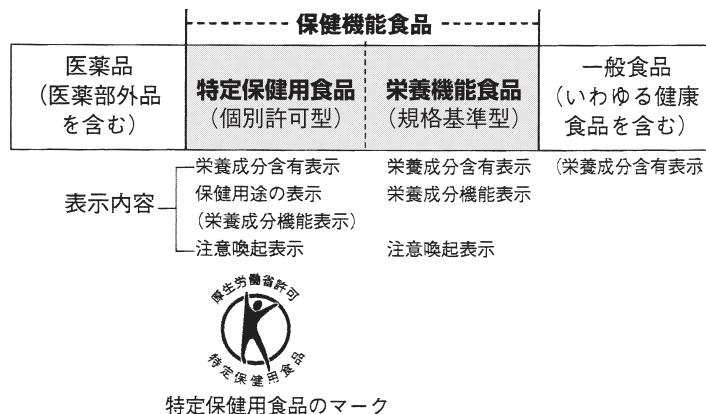 保健機能食品
医薬品
(医薬部外品
を含む)
特定保健用食品
(個別許可型)
栄養機能食品
(規格基準型)
一般食品
(いわゆる健康
食品を含む)
表示内容
栄養成分含有表示
保健用途の表示
(栄養成分機能表示)
注意喚起表示
栄養成分含有表示
栄養成分機能表示
注意喚起表示
(栄養成分含有表示
厚生労働省許可
特定保健用食品
特定保健用食品のマーク